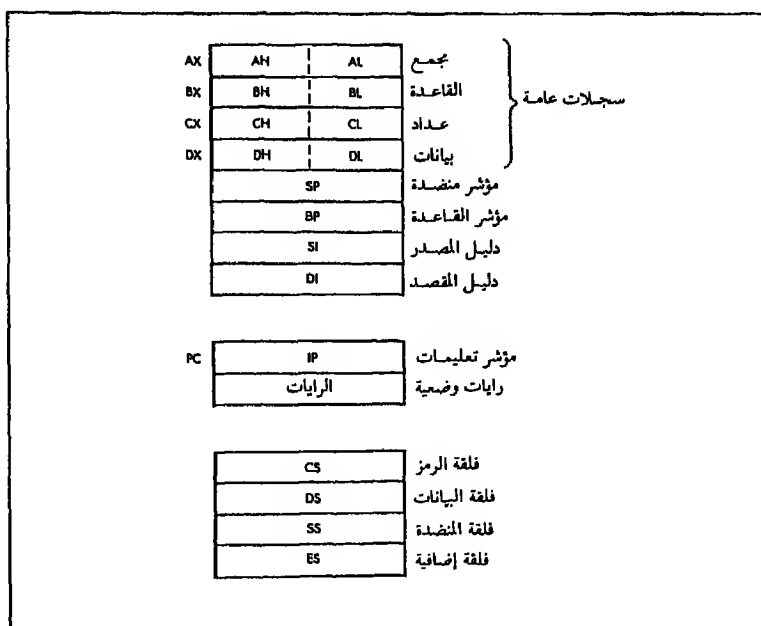 AX AH AL مجمع
BX BH BL القاعدة
CX CH CL عداد
DX DH DL بيانات
سجلات عامة
SP مؤشر منضدة
BP مؤشر القاعدة
SI دليل المصدر
DI دليل المقصد
PC IP مؤشر تعليمات
الرايات رايات وضعية
CS فلقة الرمز
DS فلقة البيانات
SS فلقة المنضدة
ES فلقة إضافية